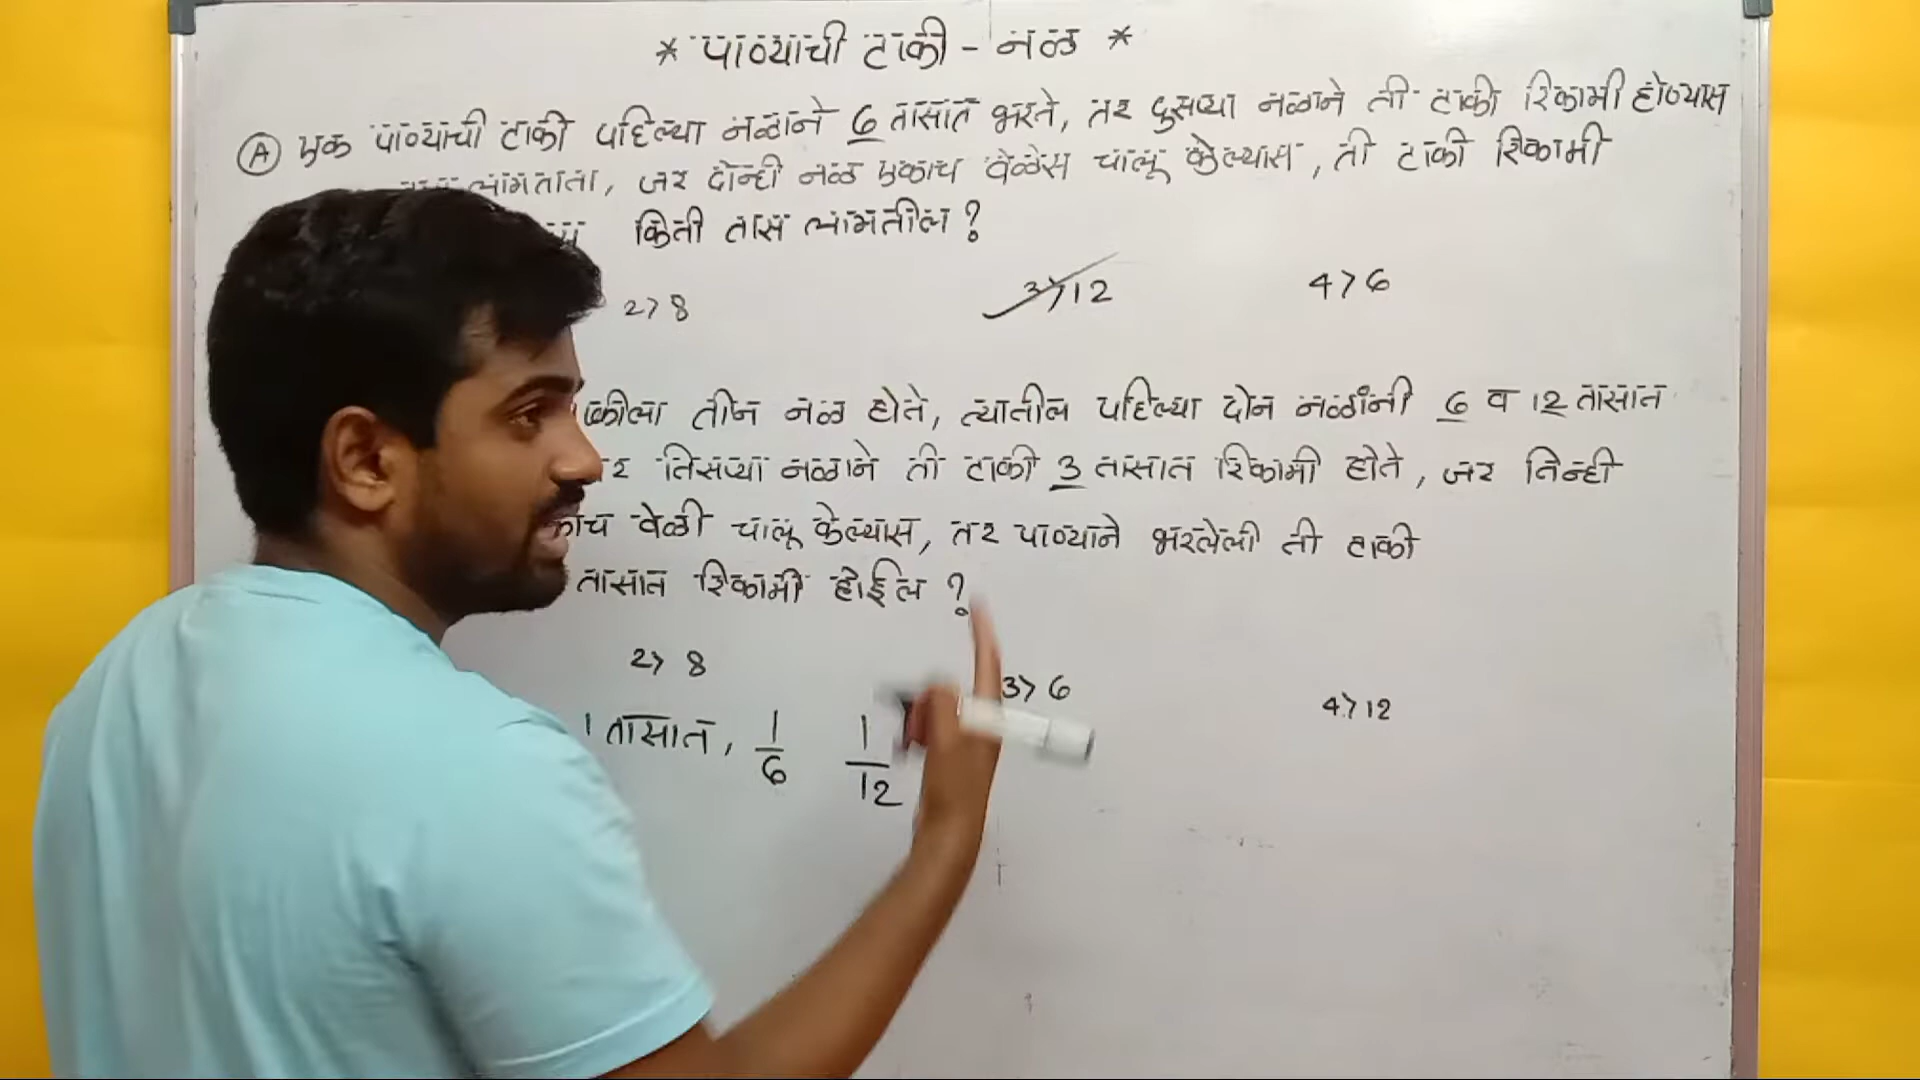 * पाण्याची टाकी - नळ *
Ⓐ एक पाण्याची टाकी पहिल्या नळाने 6 तासात भरते, तर दुसऱ्या नळाने ती टाकी रिकामी होण्यास
लागतात, जर दोन्ही नळ एकाच वेळेस चालू केल्यास, ती टाकी रिकामी
किती तास लागतील ?
2> 8 3> 12 4> 6
तीन नळ होते, त्यातील पहिल्या दोन नळांनी 6 व 12 तासात
तिसऱ्या नळाने ती टाकी 3 तासात रिकामी होते, जर तिन्ही
वेळी चालू केल्यास, तर पाण्याने भरलेली ती टाकी
तासात रिकामी होईल ?
2> 8 3> 6 4> 12
1 तासात, 1/6 1/12